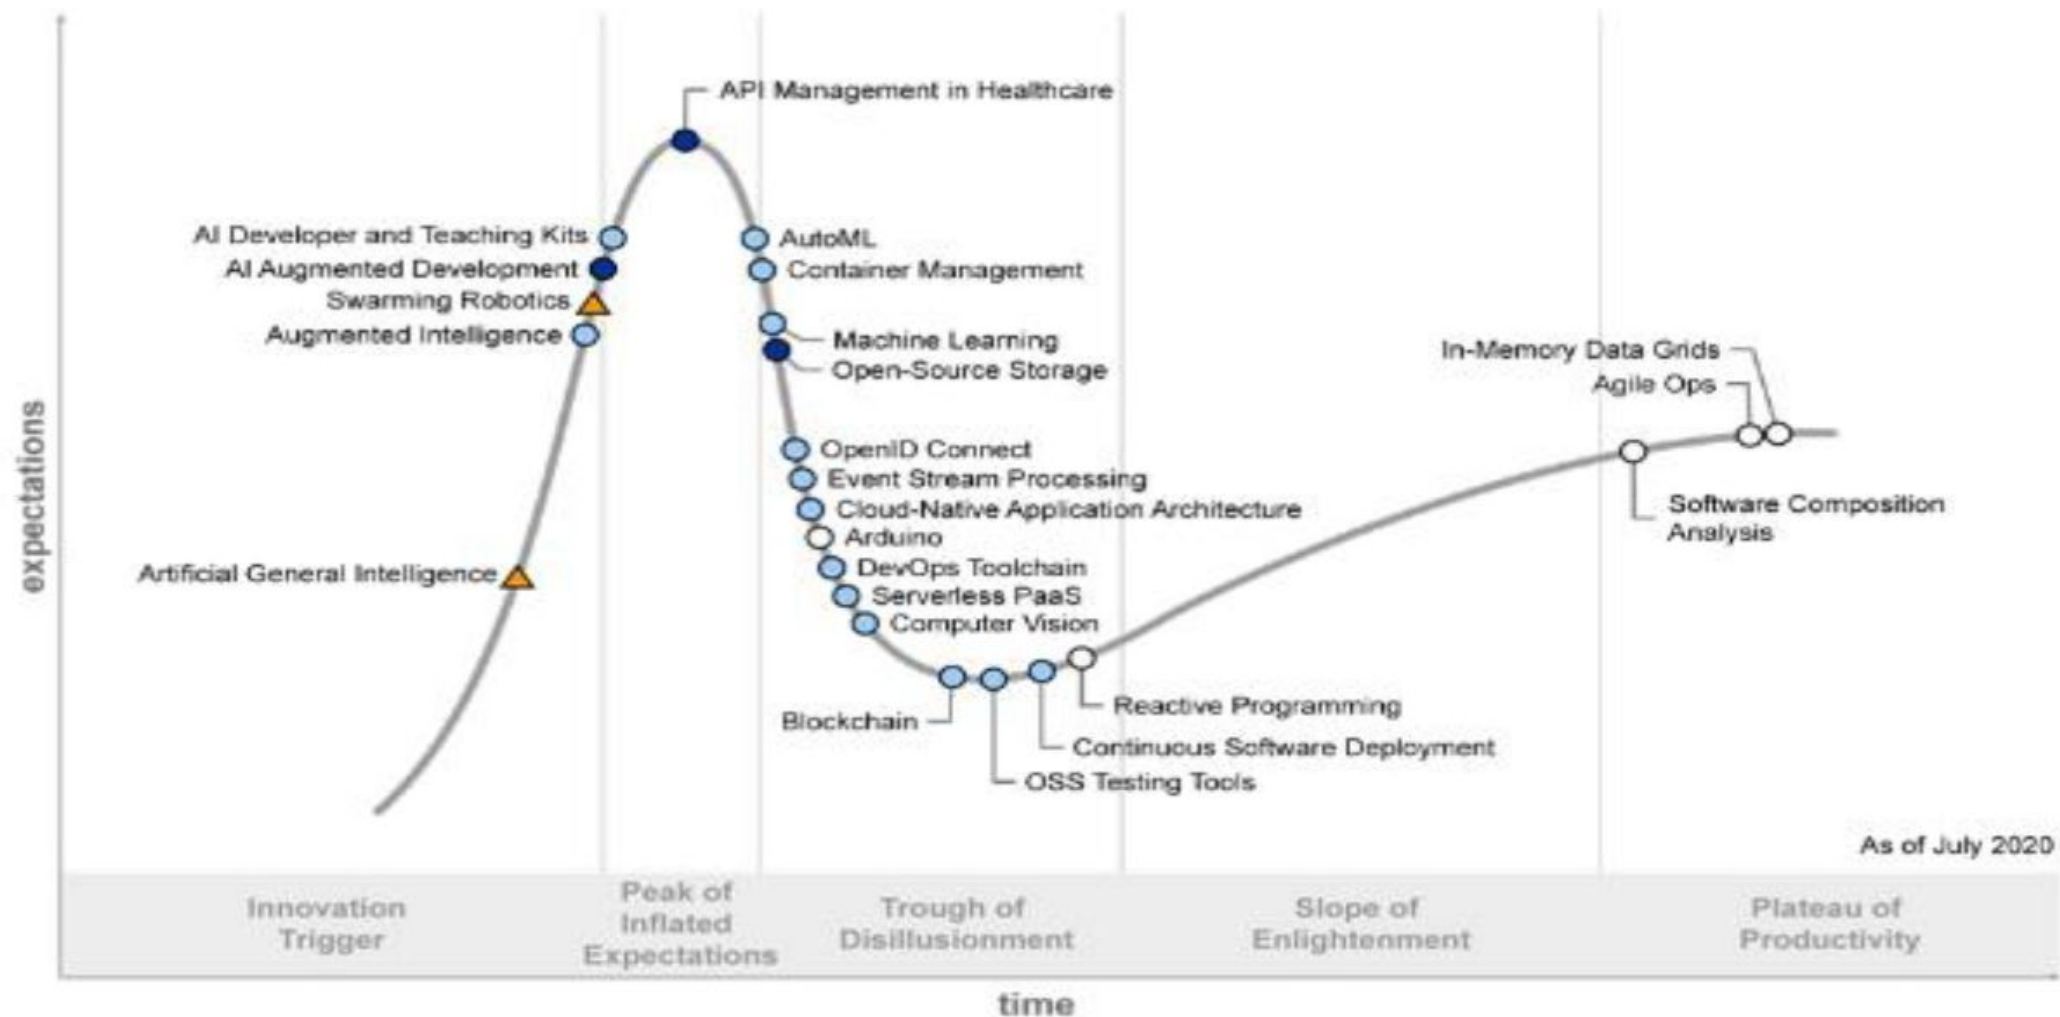 API Management in Healthcare
AI Developer and Teaching Kits
AutoML
AI Augmented Development
Container Management
Swarming Robotics
Augmented Intelligence
Machine Learning
Open-Source Storage
In-Memory Data Grids
Agile Ops
OpenID Connect
Event Stream Processing
Cloud-Native Application Architecture
Software Composition
Analysis
Arduino
DevOps Toolchain
Artificial General Intelligence
Serverless PaaS
Computer Vision
Reactive Programming
Blockchain
Continuous Software Deployment
OSS Testing Tools
expectations
As of July 2020
Innovation
Trigger
Peak of
Inflated
Expectations
Trough of
Disillusionment
Slope of
Enlightenment
Plateau of
Productivity
time